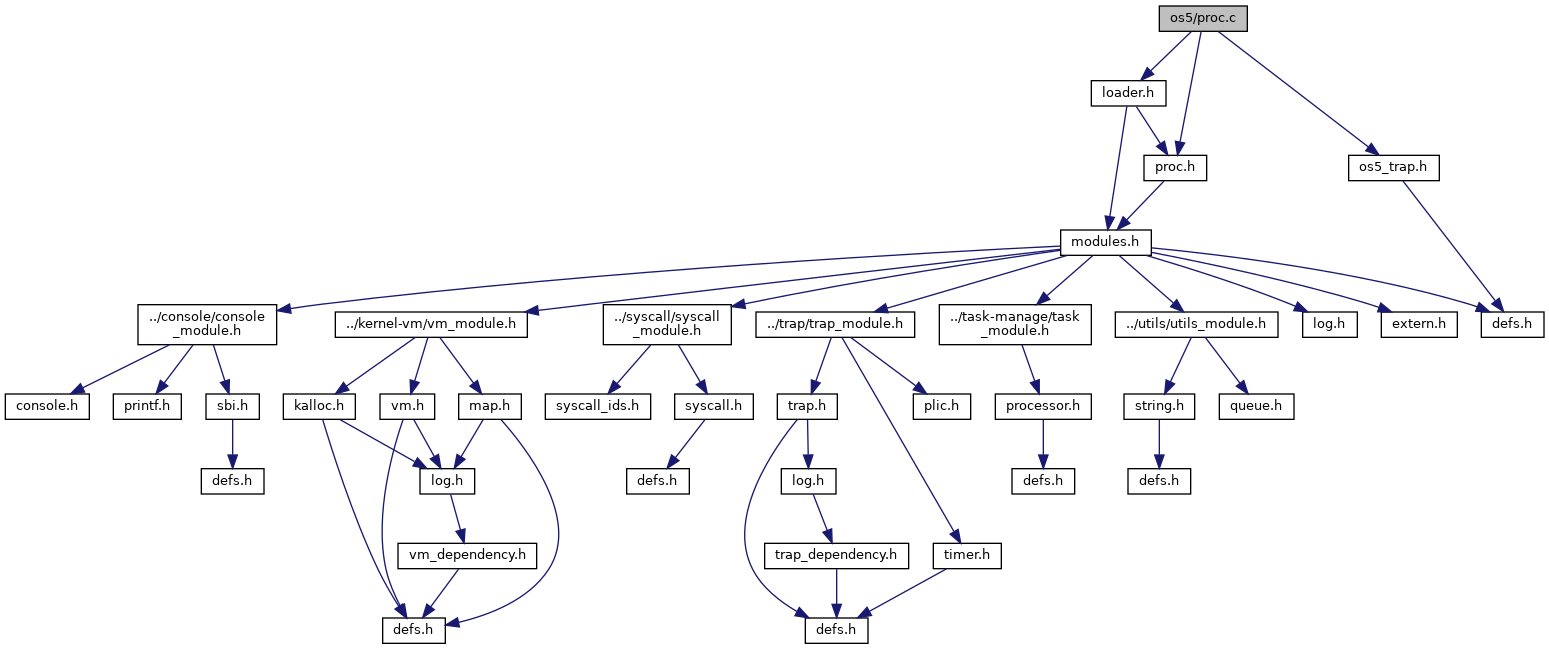 os5/proc.c
loader.h
proc.h
os5_trap.h
modules.h
../console/console
_module.h
../kernel-vm/vm_module.h
../syscall/syscall
_module.h
../trap/trap_module.h
../task-manage/task
_module.h
../utils/utils_module.h
log.h
extern.h
defs.h
console.h
printf.h
sbi.h
kalloc.h
vm.h
map.h
syscall_ids.h
syscall.h
trap.h
plic.h
processor.h
string.h
queue.h
defs.h
log.h
defs.h
log.h
defs.h
defs.h
vm_dependency.h
trap_dependency.h
timer.h
defs.h
defs.h